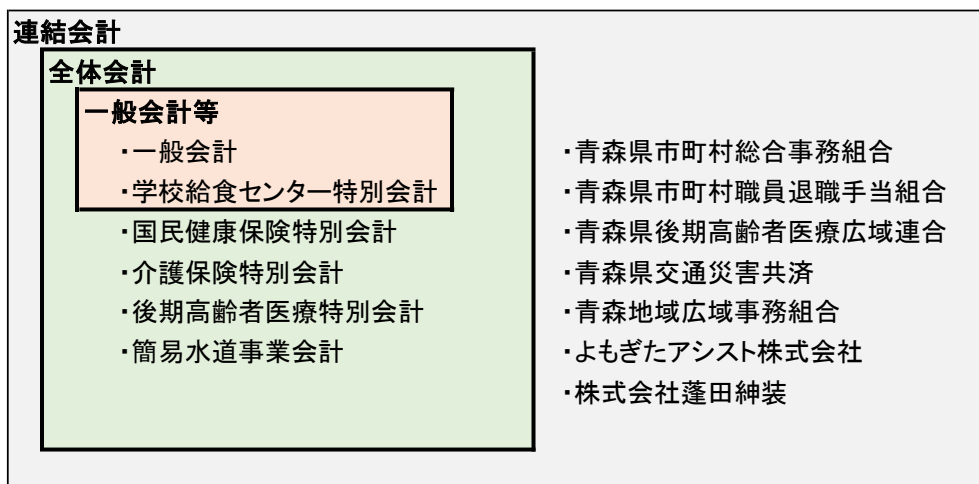 連結会計
全体会計
一般会計等
・一般会計
・学校給食センター特別会計
・国民健康保険特別会計
・介護保険特別会計
・後期高齢者医療特別会計
・簡易水道事業会計
・青森県市町村総合事務組合
・青森県市町村職員退職手当組合
・青森県後期高齢者医療広域連合
・青森県交通災害共済
・青森地域広域事務組合
・よもぎたアシスト株式会社
・株式会社蓬田紳装